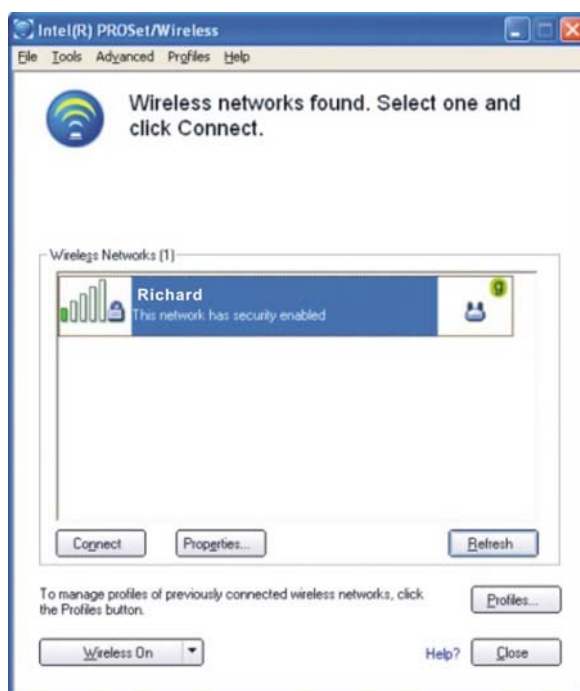 Intel(R) PROSet/Wireless
File Tools Advanced Profiles Help
Wireless networks found. Select one and
click Connect.
Wireless Networks (1)
Richard
This network has security enabled
g
Connect Properties... Refresh
To manage profiles of previously connected wireless networks, click
the Profiles button.
Profiles...
Wireless On Help? Close